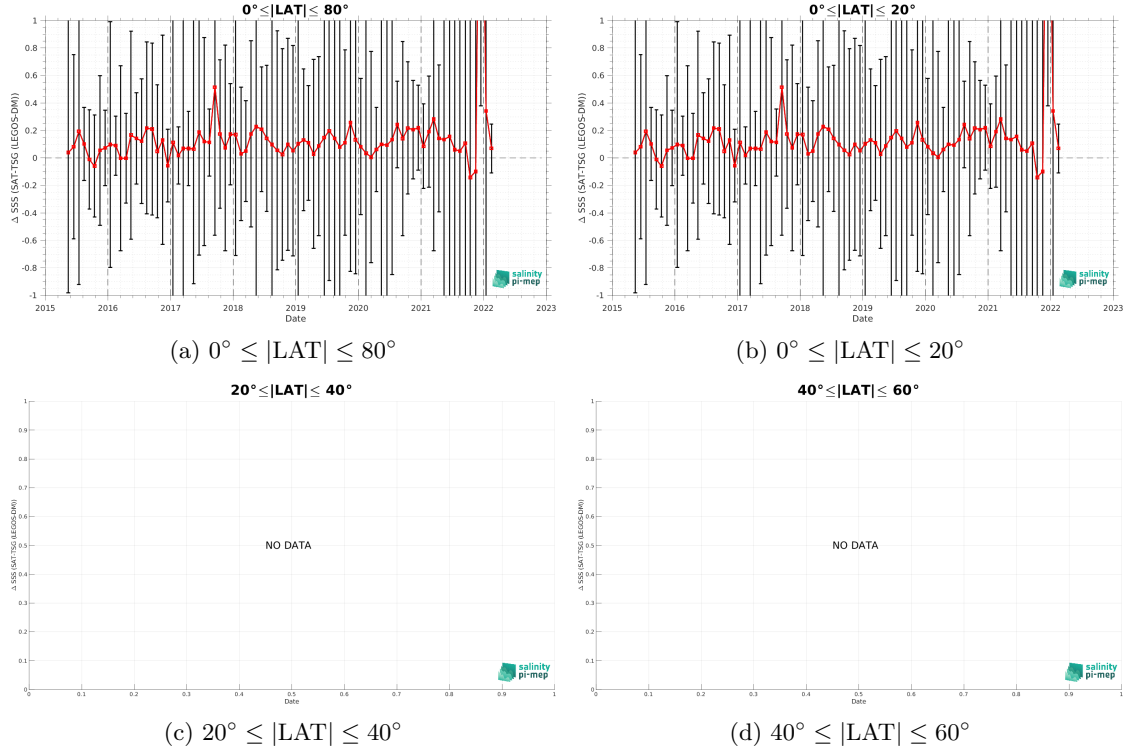 0°≤|LAT|≤ 80°
Δ SSS (SAT-TSG (LEGOS-DM))
1
0.8
0.6
0.4
0.2
0
-0.2
-0.4
-0.6
-0.8
-1
2015 2016 2017 2018 2019 2020 2021 2022 2023
Date
salinity
pi-mep
(a) 0° ≤ |LAT| ≤ 80°
0°≤|LAT|≤ 20°
Δ SSS (SAT-TSG (LEGOS-DM))
1
0.8
0.6
0.4
0.2
0
-0.2
-0.4
-0.6
-0.8
-1
2015 2016 2017 2018 2019 2020 2021 2022 2023
Date
salinity
pi-mep
(b) 0° ≤ |LAT| ≤ 20°
20°≤|LAT|≤ 40°
Δ SSS (SAT-TSG (LEGOS-DM))
1
0.9
0.8
0.7
0.6
0.5
0.4
0.3
0.2
0.1
0
NO DATA
0 0.1 0.2 0.3 0.4 0.5 0.6 0.7 0.8 0.9 1
Date
salinity
pi-mep
(c) 20° ≤ |LAT| ≤ 40°
40°≤|LAT|≤ 60°
Δ SSS (SAT-TSG (LEGOS-DM))
1
0.9
0.8
0.7
0.6
0.5
0.4
0.3
0.2
0.1
0
NO DATA
0 0.1 0.2 0.3 0.4 0.5 0.6 0.7 0.8 0.9 1
Date
salinity
pi-mep
(d) 40° ≤ |LAT| ≤ 60°